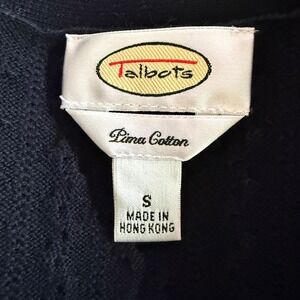 Talbots
Pima Cotton
S
MADE IN
HONG KONG